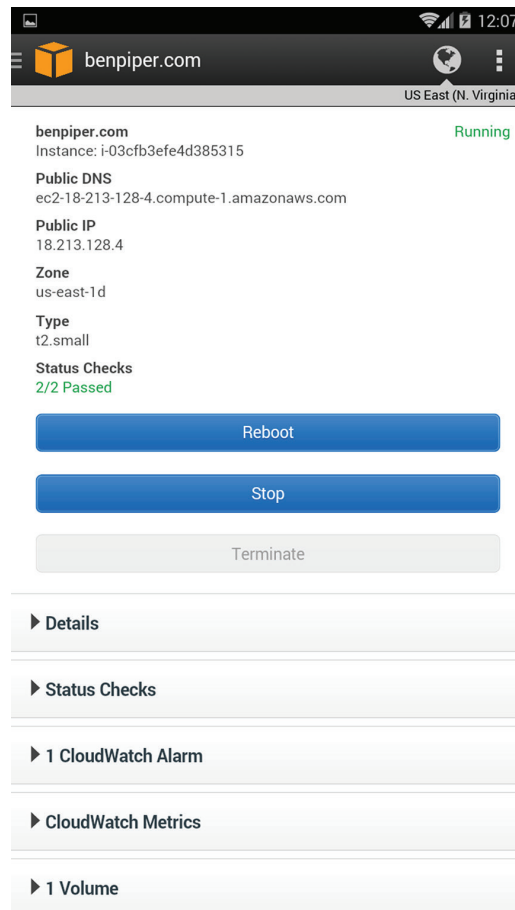 12:07
benpiper.com
US East (N. Virginia
benpiper.com Running
Instance: i-03cfb3efe4d385315
Public DNS
ec2-18-213-128-4.compute-1.amazonaws.com
Public IP
18.213.128.4
Zone
us-east-1d
Type
t2.small
Status Checks
2/2 Passed
Reboot
Stop
Terminate
Details
Status Checks
1 CloudWatch Alarm
CloudWatch Metrics
1 Volume